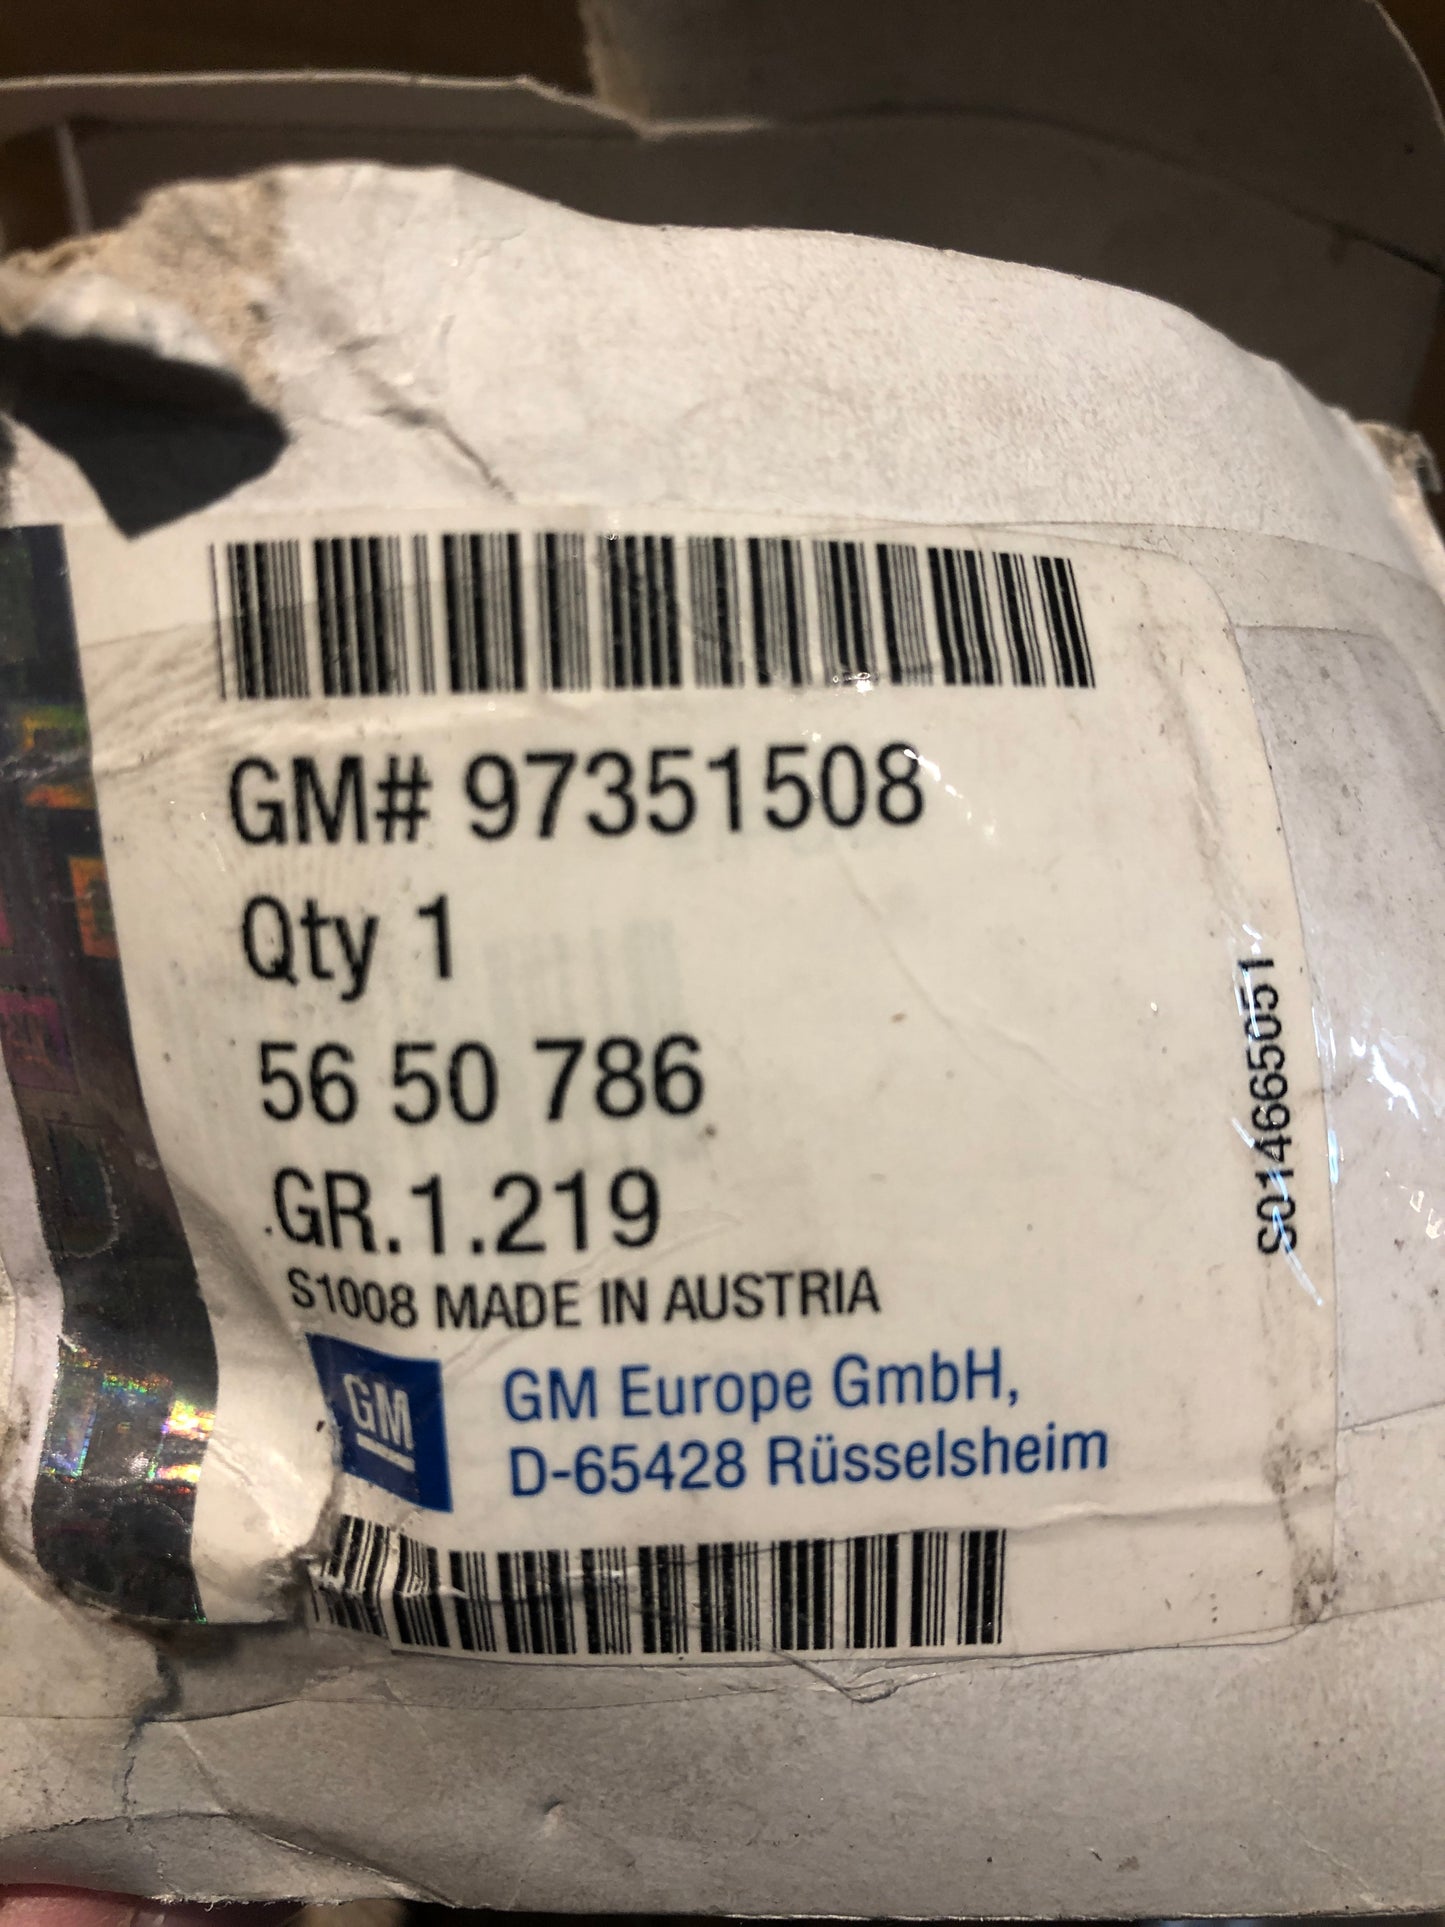 GM# 97351508
Qty 1
56 50 786
GR.1.219
S1008 MADE IN AUSTRIA
GM
GM Europe GmbH,
D-65428 Rüsselsheim
S014665051